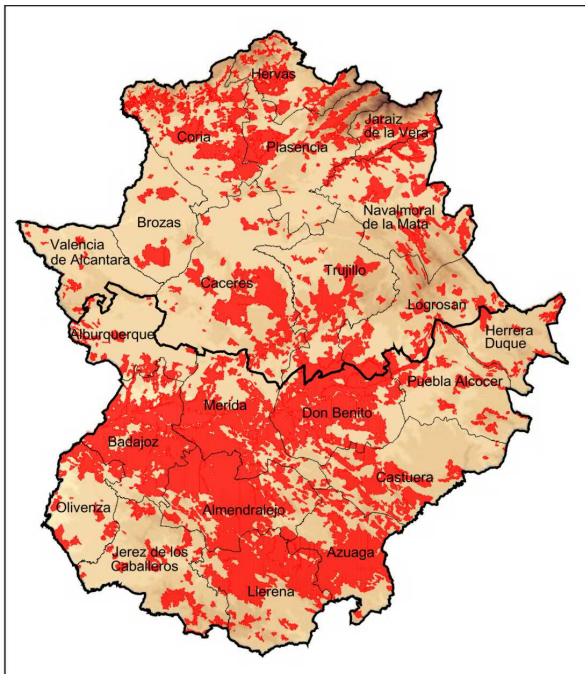 Hervas
Jaraiz
de la Vera
Coria
Plasencia
Navalmoral
de la Mata
Brozas
Valencia
de Alcantara
Trujillo
Caceres
Logrosan
Alburquerque
Herrera
Duque
Puebla Alcocer
Merida
Don Benito
Badajoz
Castuera
Olivenza
Almendralejo
Jerez de los
Caballeros
Azuaga
Llerena